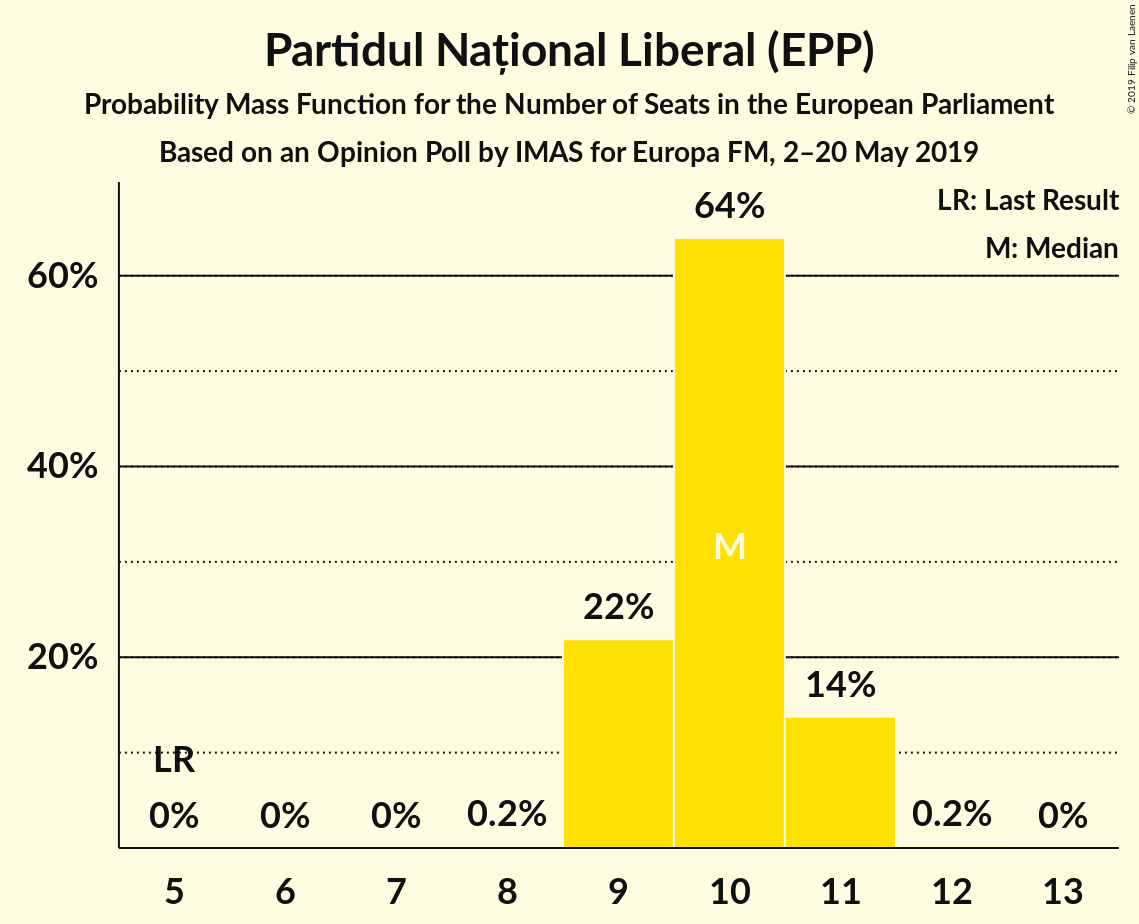 Partidul Național Liberal (EPP)
Probability Mass Function for the Number of Seats in the European Parliament
Based on an Opinion Poll by IMAS for Europa FM, 2–20 May 2019
© 2019 Filip van Laenen
LR: Last Result
M: Median
60%
40%
20%
64%
M
22%
14%
LR
0%
0%
0%
0.2%
0.2%
0%
5 6 7 8 9 10 11 12 13